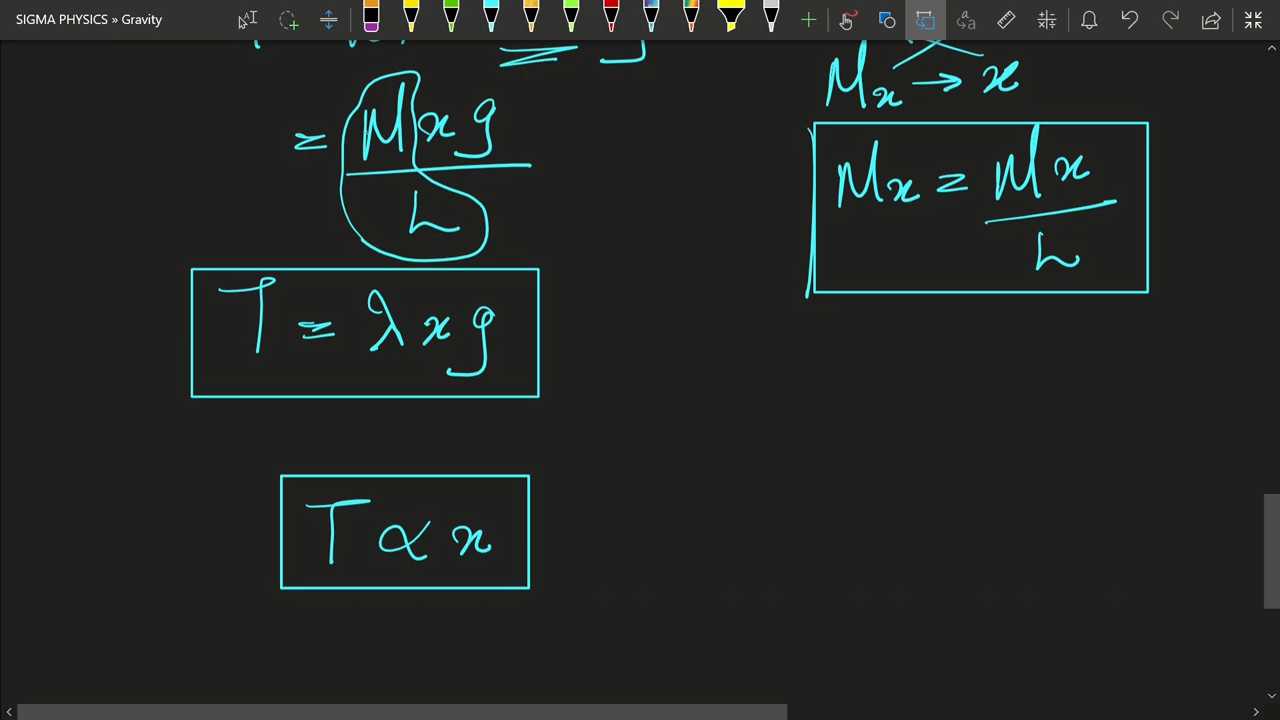 SIGMA PHYSICS » Gravity
= Mxg / L
T = λxg
T ∝ x
Mx → x
Mx = Mx / L